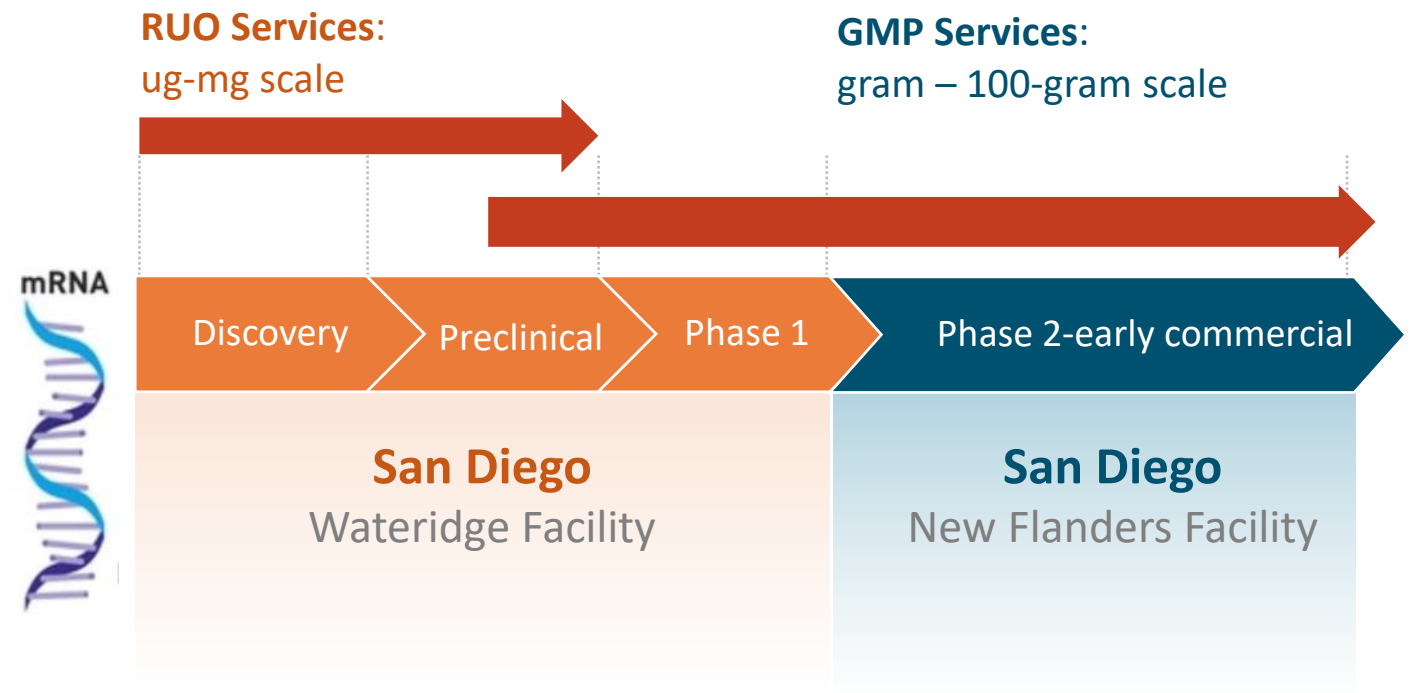 RUO Services:
ug-mg scale
GMP Services:
gram – 100-gram scale
mRNA
Discovery
Preclinical
Phase 1
Phase 2-early commercial
San Diego
Wateridge Facility
San Diego
New Flanders Facility